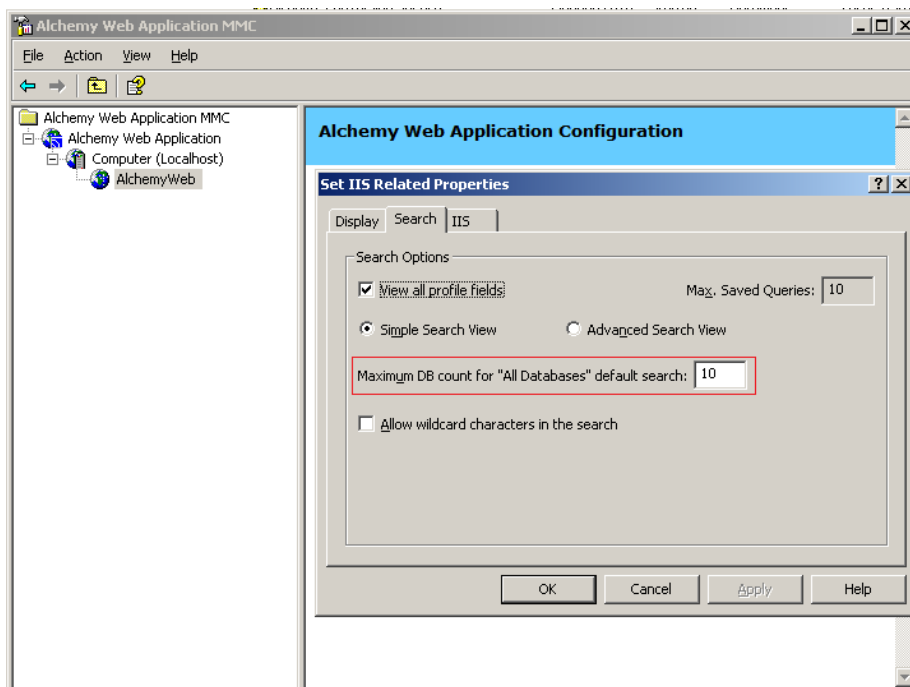 Alchemy Web Application MMC
File Action View Help
Alchemy Web Application MMC
Alchemy Web Application
Computer (Localhost)
AlchemyWeb
Alchemy Web Application Configuration
Set IIS Related Properties
Display Search IIS
Search Options
View all profile fields Max. Saved Queries: 10
Simple Search View Advanced Search View
Maximum DB count for "All Databases" default search: 10
Allow wildcard characters in the search
OK Cancel Apply Help